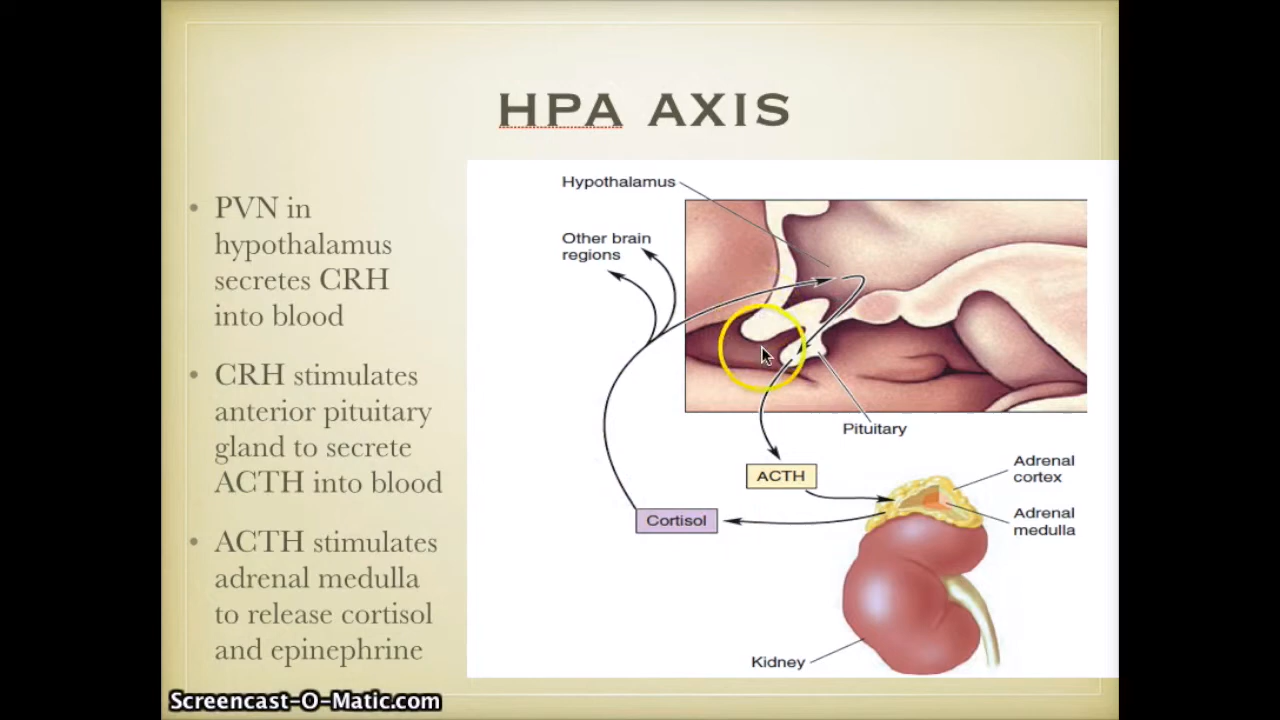 HPA AXIS
• PVN in
hypothalamus
secretes CRH
into blood
• CRH stimulates
anterior pituitary
gland to secrete
ACTH into blood
• ACTH stimulates
adrenal medulla
to release cortisol
and epinephrine
Hypothalamus
Other brain
regions
Pituitary
ACTH
Adrenal
cortex
Cortisol
Adrenal
medulla
Kidney
Screencast-O-Matic.com